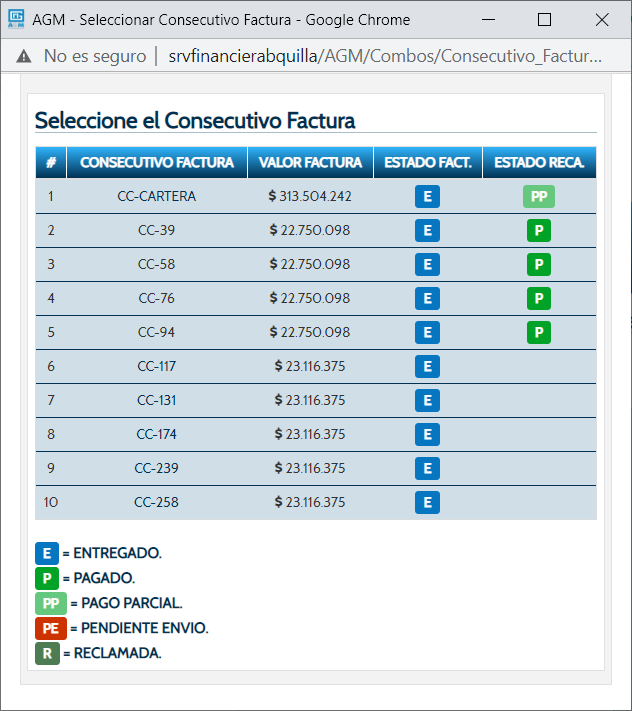 AGM - Seleccionar Consecutivo Factura - Google Chrome
No es seguro | srvfinancierabquilla/AGM/Combos/Consecutivo_Factur...
Seleccione el Consecutivo Factura
# CONSECUTIVO FACTURA VALOR FACTURA ESTADO FACT. ESTADO RECA.
1 CC-CARTERA $ 313.504.242 E PP
2 CC-39 $ 22.750.098 E P
3 CC-58 $ 22.750.098 E P
4 CC-76 $ 22.750.098 E P
5 CC-94 $ 22.750.098 E P
6 CC-117 $ 23.116.375 E
7 CC-131 $ 23.116.375 E
8 CC-174 $ 23.116.375 E
9 CC-239 $ 23.116.375 E
10 CC-258 $ 23.116.375 E
E = ENTREGADO.
P = PAGADO.
PP = PAGO PARCIAL.
PE = PENDIENTE ENVIO.
R = RECLAMADA.